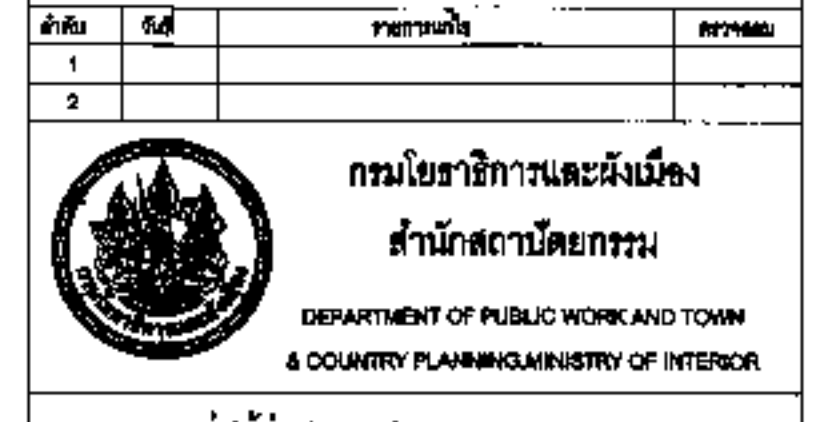 ลำดับ วันที่ รายการแก้ไข ตรวจสอบ
1
2
กรมโยธาธิการและผังเมือง
สำนักสถาปัตยกรรม
DEPARTMENT OF PUBLIC WORK AND TOWN
& COUNTRY PLANNING.MINISTRY OF INTERIOR